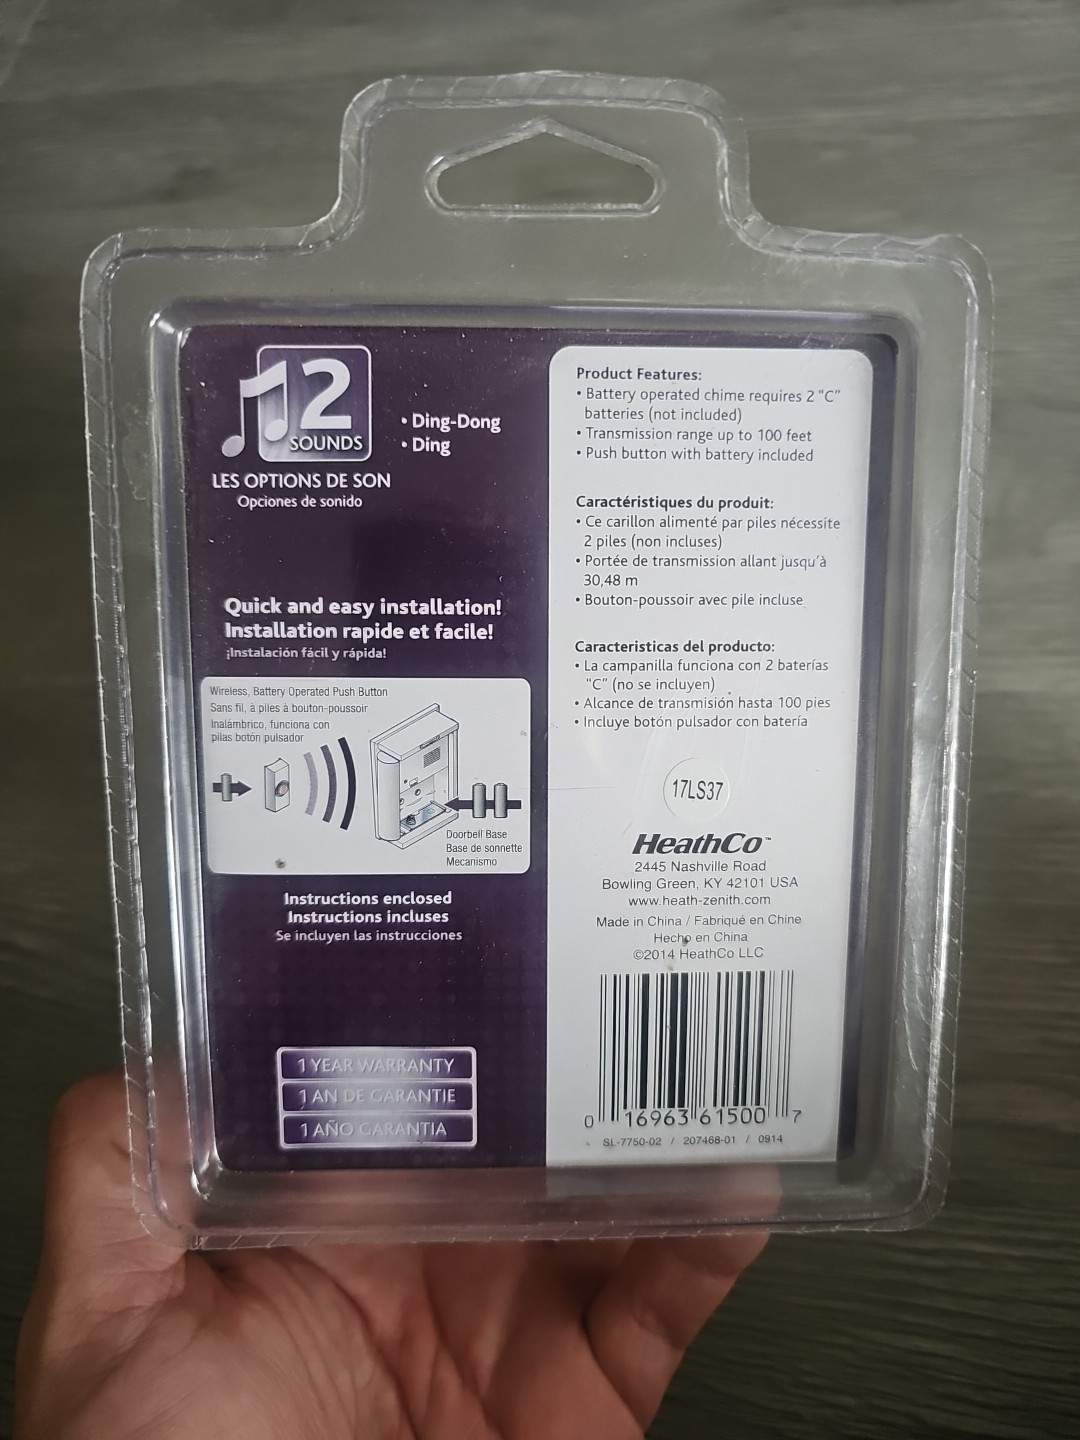 2
SOUNDS
LES OPTIONS DE SON
Opciones de sonido
• Ding-Dong
• Ding
Quick and easy installation!
Installation rapide et facile!
¡Instalación fácil y rápida!
Wireless, Battery Operated Push Button
Sans fil, à piles à bouton-poussoir
Inalámbrico, funciona con
pilas botón pulsador
Doorbell Base
Base de sonnette
Mecanismo
Instructions enclosed
Instructions incluses
Se incluyen las instrucciones
1 YEAR WARRANTY
1 AN DE GARANTIE
1 AÑO GARANTIA
Product Features:
• Battery operated chime requires 2 "C"
batteries (not included)
• Transmission range up to 100 feet
• Push button with battery included
Caractéristiques du produit:
• Ce carillon alimenté par piles nécessite
2 piles (non incluses)
• Portée de transmission allant jusqu'à
30,48 m
• Bouton-poussoir avec pile incluse
Caracteristicas del producto:
• La campanilla funciona con 2 baterías
"C" (no se incluyen)
• Alcance de transmisión hasta 100 pies
• Incluye botón pulsador con batería
17LS37
HeathCo™
2445 Nashville Road
Bowling Green, KY 42101 USA
www.heath-zenith.com
Made in China / Fabriqué en Chine
Hecho en China
©2014 HeathCo LLC
0 16963 61500 7
SL-7750-02 / 207468-01 / 0914